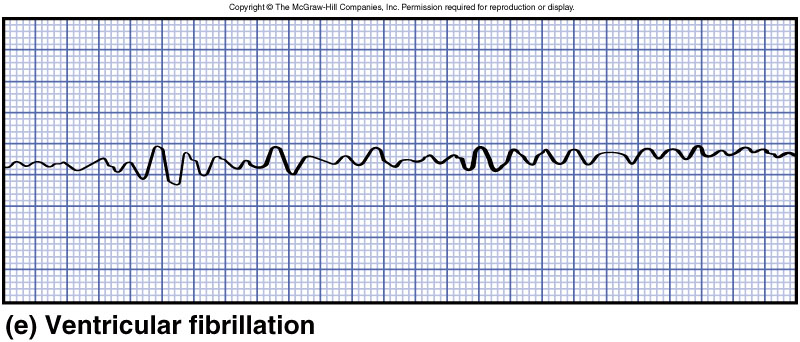 Copyright © The McGraw-Hill Companies, Inc. Permission required for reproduction or display.
(e) Ventricular fibrillation